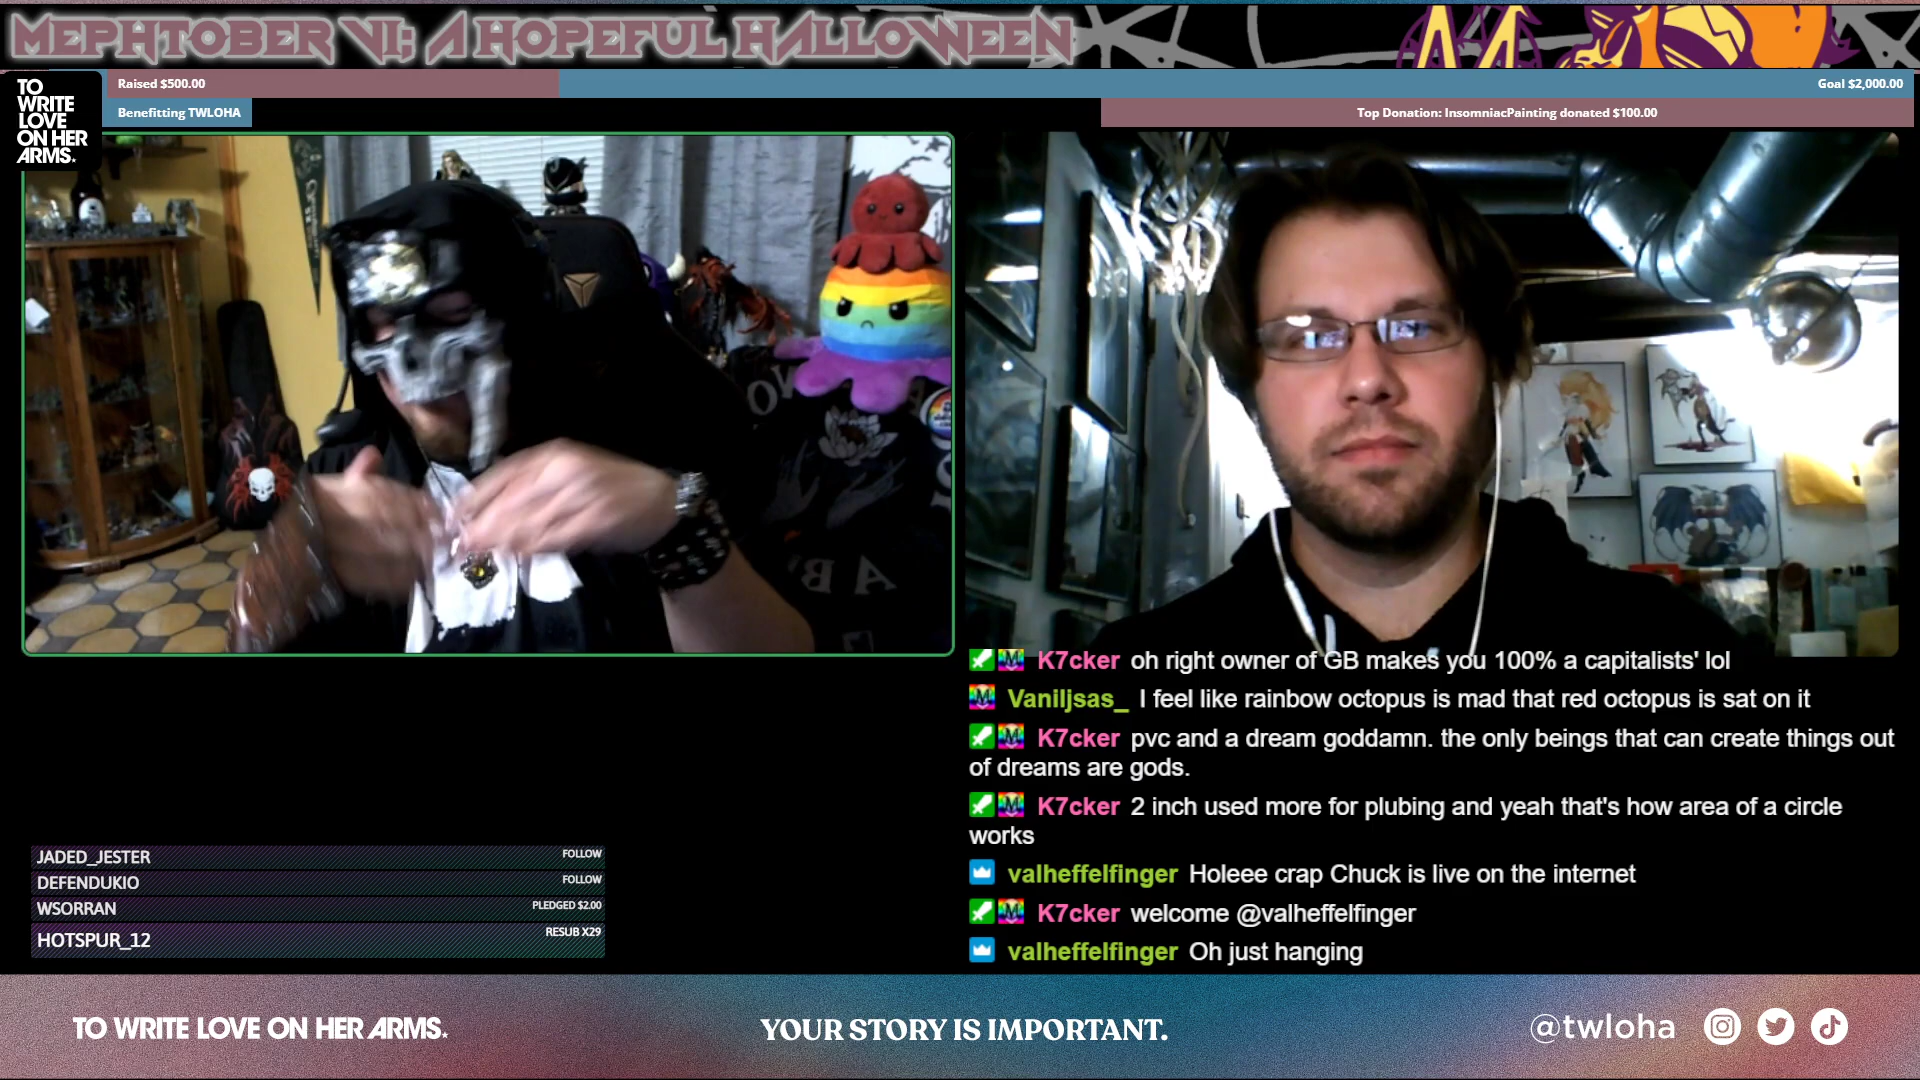 MEPHTOBER VI: A HOPEFUL HALLOWEEN
TO
WRITE
LOVE
ON HER
ARMS.
Raised $500.00
Goal $2,000.00
Benefitting TWLOHA
Top Donation: InsomniacPainting donated $100.00
K7cker oh right owner of GB makes you 100% a capitalists' lol
Vaniljsas_ I feel like rainbow octopus is mad that red octopus is sat on it
K7cker pvc and a dream goddamn. the only beings that can create things out
of dreams are gods.
K7cker 2 inch used more for plubing and yeah that's how area of a circle
works
valheffelfinger Holeee crap Chuck is live on the internet
K7cker welcome @valheffelfinger
valheffelfinger Oh just hanging
JADED_JESTER FOLLOW
DEFENDUKIO FOLLOW
WSORRAN PLEDGED $2.00
HOTSPUR_12 RESUB X29
TO WRITE LOVE ON HER ARMS.
YOUR STORY IS IMPORTANT.
@twloha